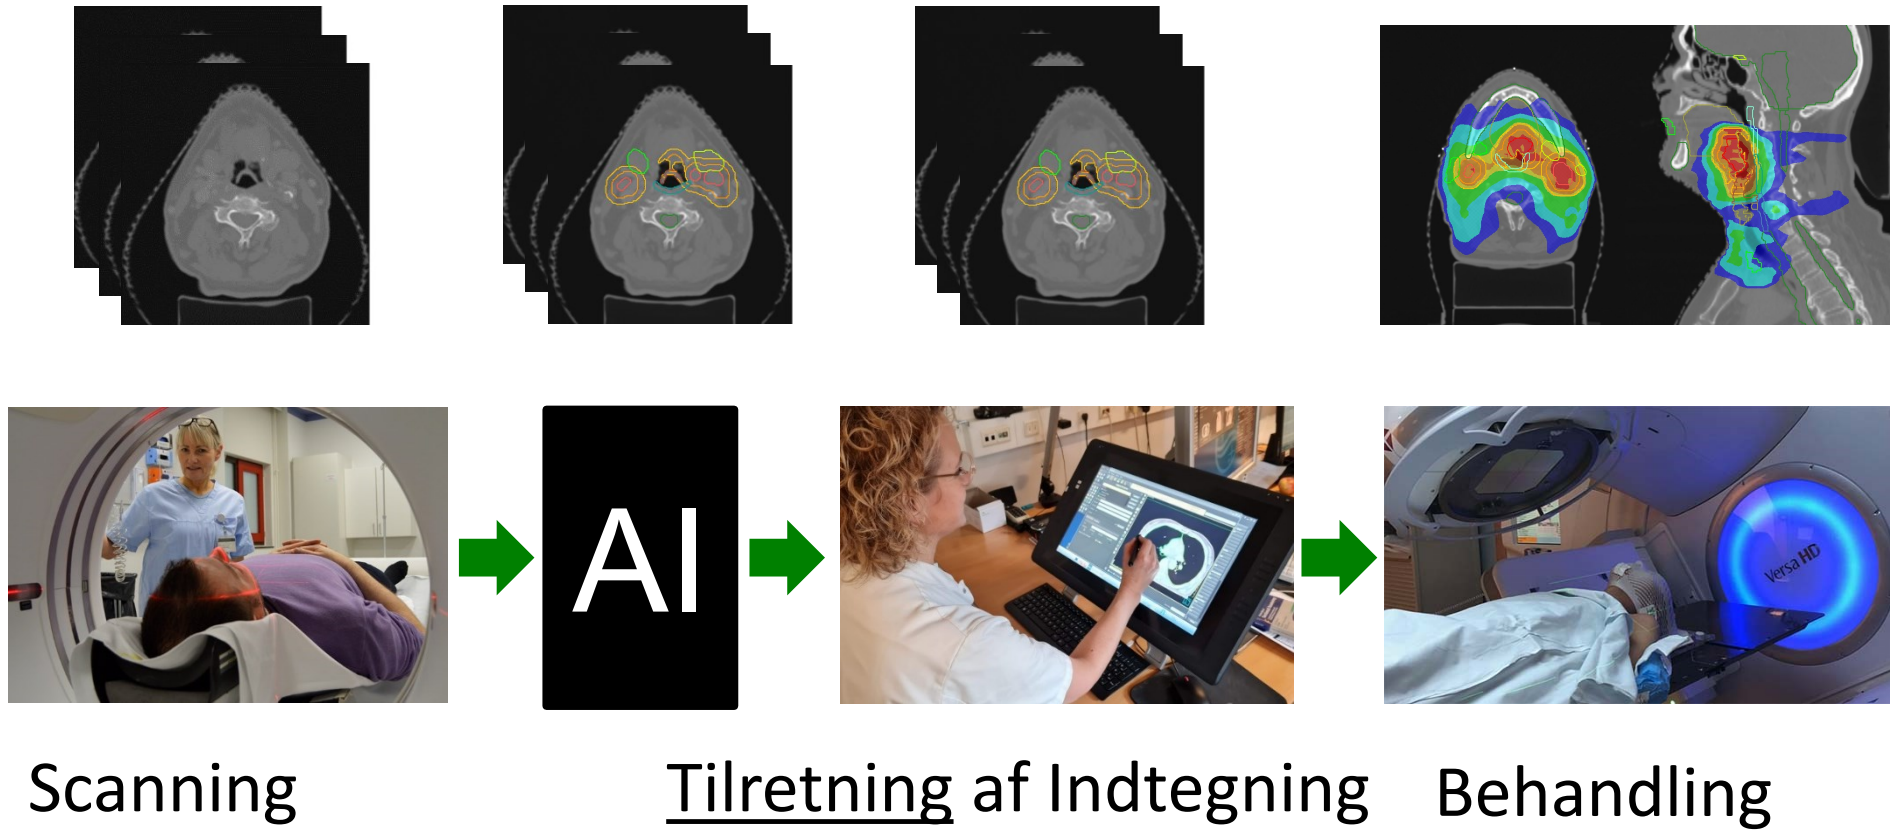 AI
Versa HD
Scanning
Tilretning af Indtegning
Behandling